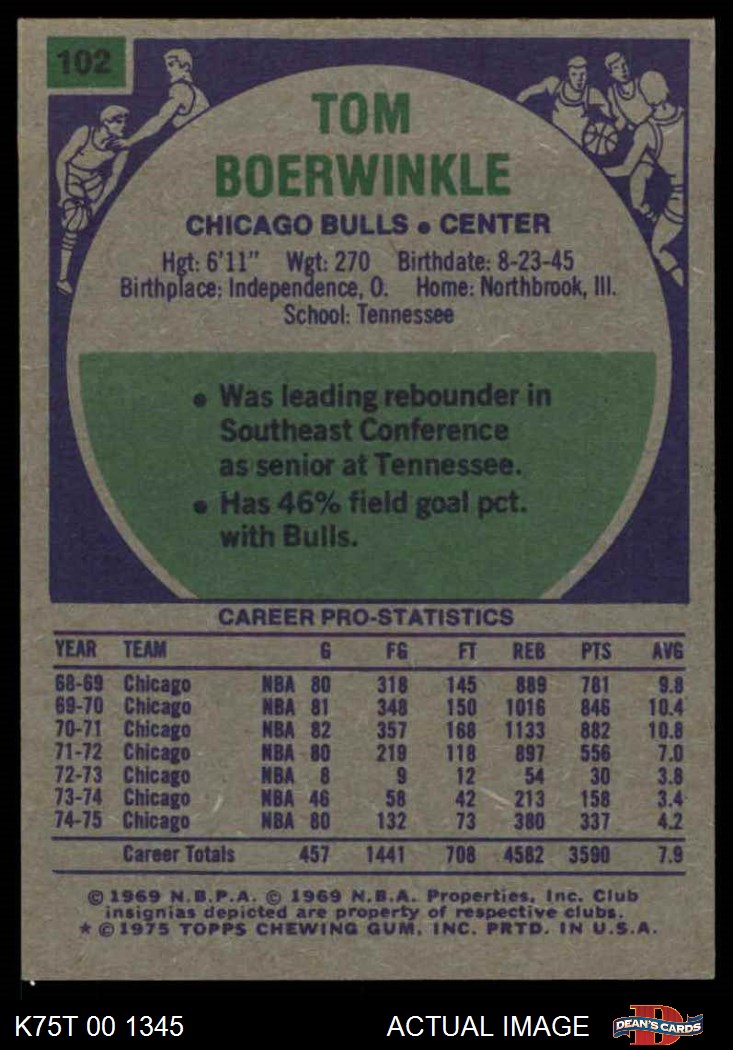 102
TOM
BOERWINKLE
CHICAGO BULLS • CENTER
Hgt: 6'11" Wgt: 270 Birthdate: 8-23-45
Birthplace: Independence, O. Home: Northbrook, Ill.
School: Tennessee
• Was leading rebounder in
Southeast Conference
as senior at Tennessee.
• Has 46% field goal pct.
with Bulls.
CAREER PRO-STATISTICS
YEAR TEAM G FG FT REB PTS AVG
68-69 Chicago NBA 80 318 145 889 781 9.8
69-70 Chicago NBA 81 348 150 1016 846 10.4
70-71 Chicago NBA 82 357 168 1133 882 10.8
71-72 Chicago NBA 80 219 118 897 556 7.0
72-73 Chicago NBA 8 9 12 54 30 3.8
73-74 Chicago NBA 46 58 42 213 158 3.4
74-75 Chicago NBA 80 132 73 380 337 4.2
Career Totals 457 1441 708 4582 3590 7.9
© 1969 N.B.P.A. © 1969 N.B.A. Properties, Inc. Club
insignias depicted are property of respective clubs.
★ © 1975 TOPPS CHEWING GUM, INC. PRTD. IN U.S.A.
K75T 00 1345 ACTUAL IMAGE D DEAN'S CARDS